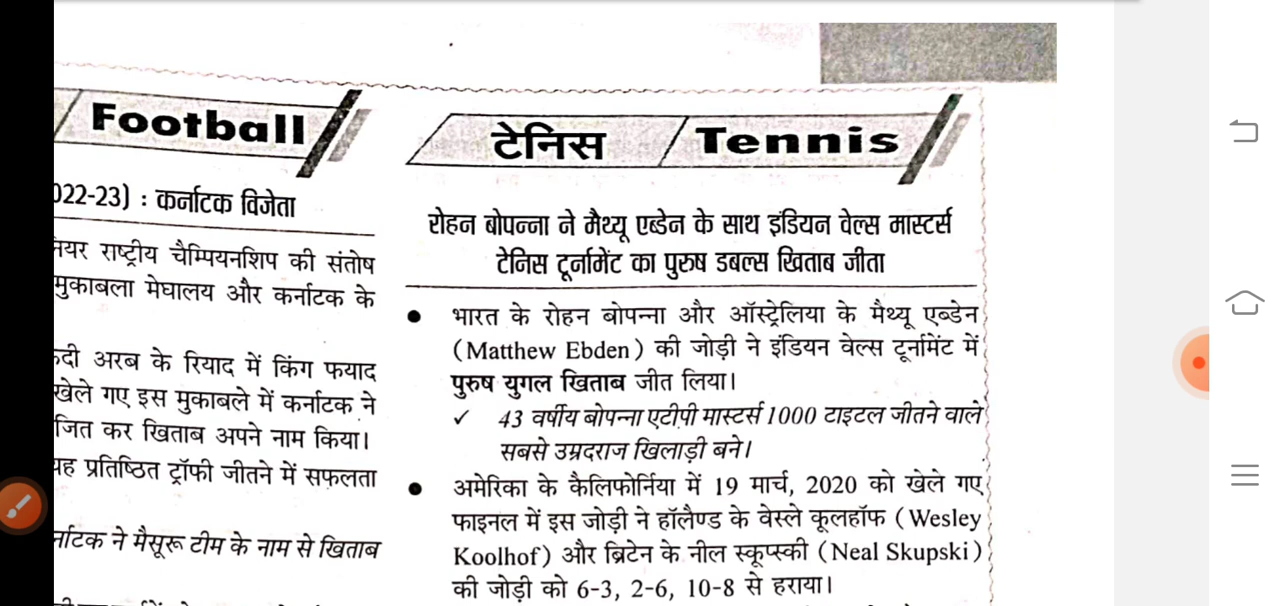 Football
022-23) : कर्नाटक विजेता
राष्ट्रीय चैम्पियनशिप की संतोष
मुकाबला मेघालय और कर्नाटक के
अरब के रियाद में किंग फयाद
खेले गए इस मुकाबले में कर्नाटक ने
कर खिताब अपने नाम किया।
यह प्रतिष्ठित ट्रॉफी जीतने में सफलता
ने मैसूरू टीम के नाम से खिताब
टेनिस Tennis
रोहन बोपन्ना ने मैथ्यू एब्डेन के साथ इंडियन वेल्स मास्टर्स
टेनिस टूर्नामेंट का पुरुष डबल्स खिताब जीता
● भारत के रोहन बोपन्ना और ऑस्ट्रेलिया के मैथ्यू एब्डेन
(Matthew Ebden) की जोड़ी ने इंडियन वेल्स टूर्नामेंट में
पुरुष युगल खिताब जीत लिया।
✓ 43 वर्षीय बोपन्ना एटीपी मास्टर्स 1000 टाइटल जीतने वाले
सबसे उम्रदराज खिलाड़ी बने।
● अमेरिका के कैलिफोर्निया में 19 मार्च, 2020 को खेले गए
फाइनल में इस जोड़ी ने हॉलैण्ड के वेस्ले कूलहॉफ (Wesley
Koolhof) और ब्रिटेन के नील स्कूप्स्की (Neal Skupski)
की जोड़ी को 6-3, 2-6, 10-8 से हराया।